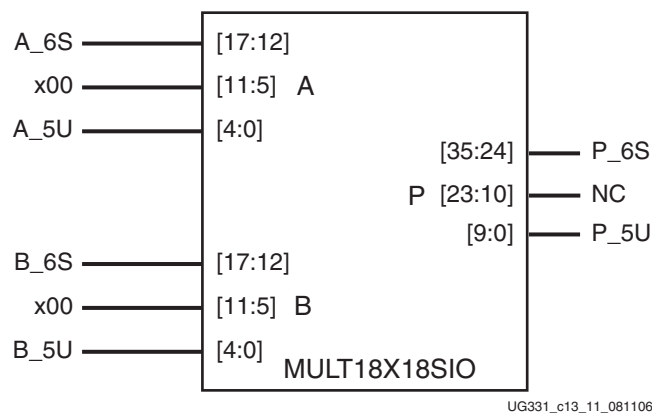 A_6S [17:12]
x00 [11:5] A
A_5U [4:0]
[35:24] P_6S
P [23:10] NC
[9:0] P_5U
B_6S [17:12]
x00 [11:5] B
B_5U [4:0]
MULT18X18SIO
UG331_c13_11_081106